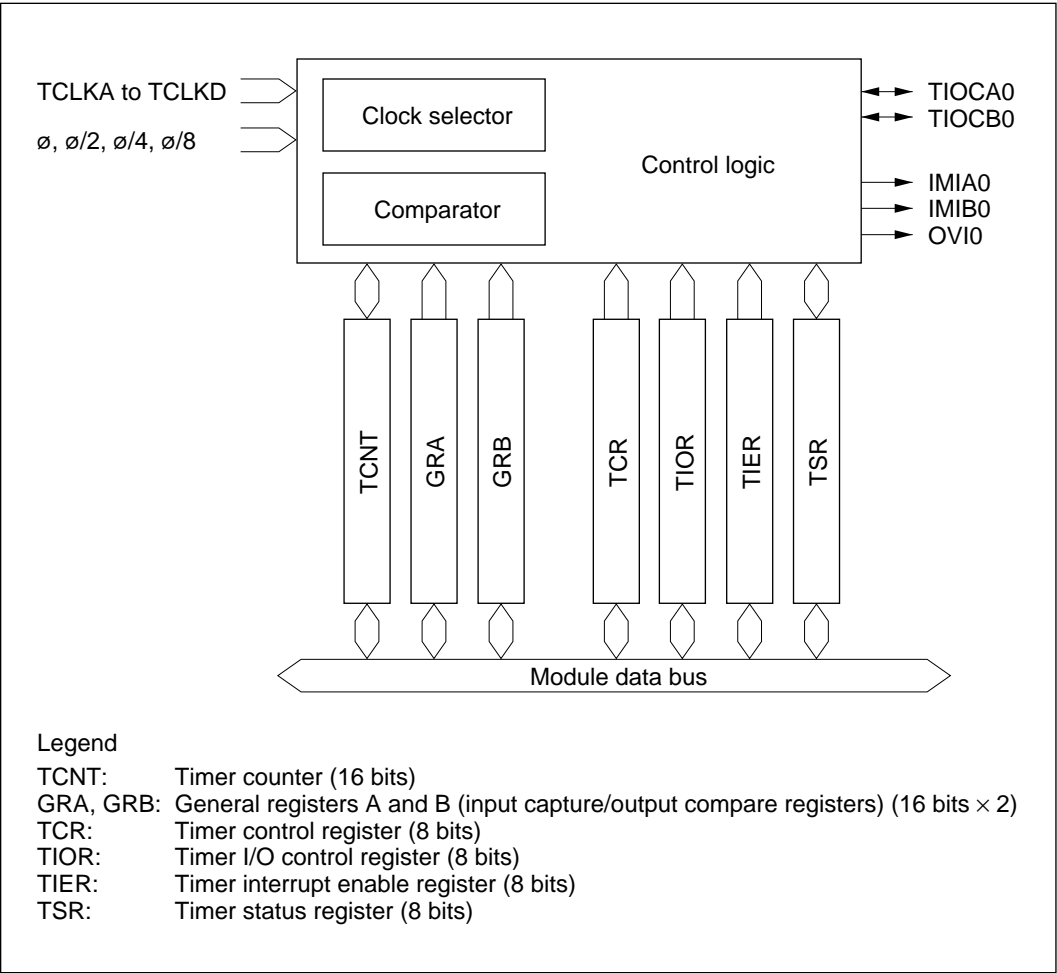 TCLKA to TCLKD
ø, ø/2, ø/4, ø/8
Clock selector
Comparator
Control logic
TIOCA0
TIOCB0
IMIA0
IMIB0
OVI0
TCNT
GRA
GRB
TCR
TIOR
TIER
TSR
Module data bus
Legend
TCNT: Timer counter (16 bits)
GRA, GRB: General registers A and B (input capture/output compare registers) (16 bits × 2)
TCR: Timer control register (8 bits)
TIOR: Timer I/O control register (8 bits)
TIER: Timer interrupt enable register (8 bits)
TSR: Timer status register (8 bits)